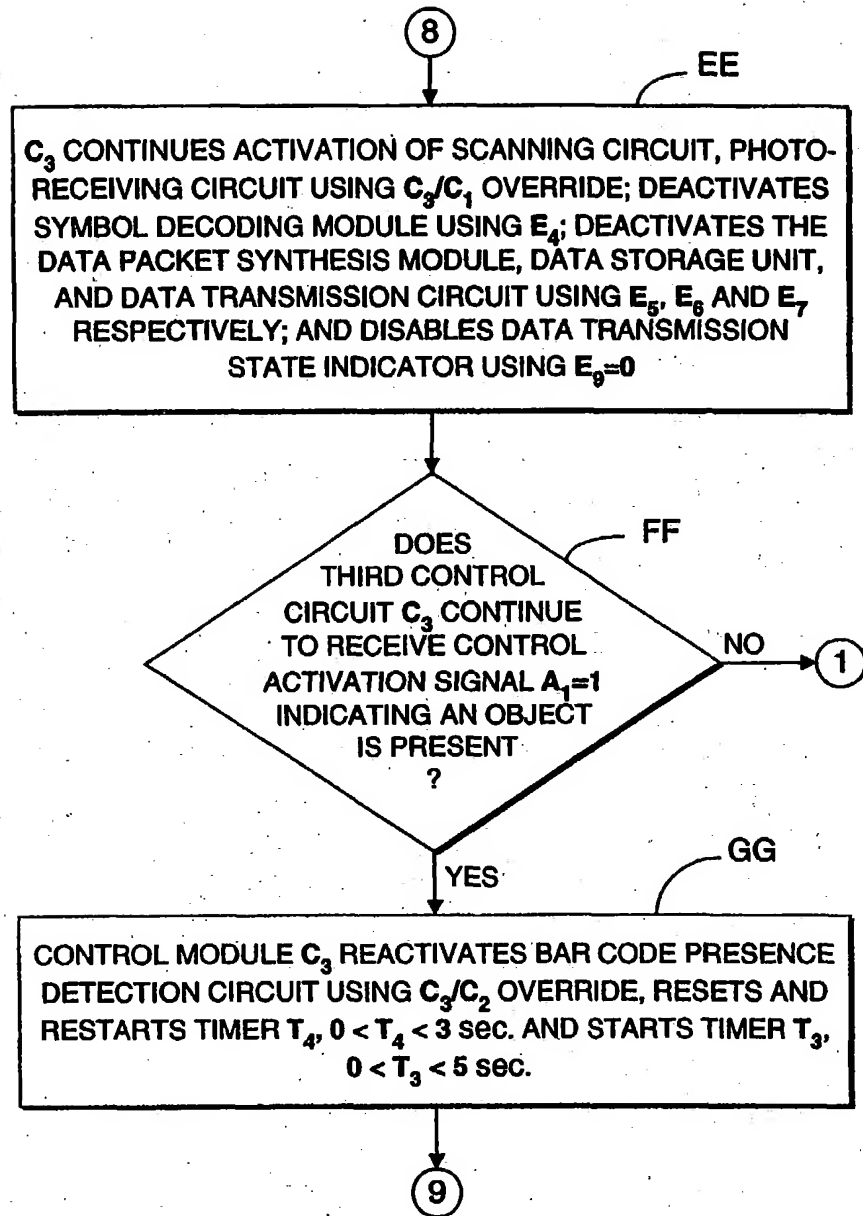 8
EE
C₃ CONTINUES ACTIVATION OF SCANNING CIRCUIT, PHOTO-
RECEIVING CIRCUIT USING C₃/C₁ OVERRIDE; DEACTIVATES
SYMBOL DECODING MODULE USING E₄; DEACTIVATES THE
DATA PACKET SYNTHESIS MODULE, DATA STORAGE UNIT,
AND DATA TRANSMISSION CIRCUIT USING E₅, E₆ AND E₇
RESPECTIVELY; AND DISABLES DATA TRANSMISSION
STATE INDICATOR USING E₉=0
FF
DOES
THIRD CONTROL
CIRCUIT C₃ CONTINUE
TO RECEIVE CONTROL
ACTIVATION SIGNAL A₁=1
INDICATING AN OBJECT
IS PRESENT
?
NO
1
YES
GG
CONTROL MODULE C₃ REACTIVATES BAR CODE PRESENCE
DETECTION CIRCUIT USING C₃/C₂ OVERRIDE, RESETS AND
RESTARTS TIMER T₄, 0 < T₄ < 3 sec. AND STARTS TIMER T₃,
0 < T₃ < 5 sec.
9